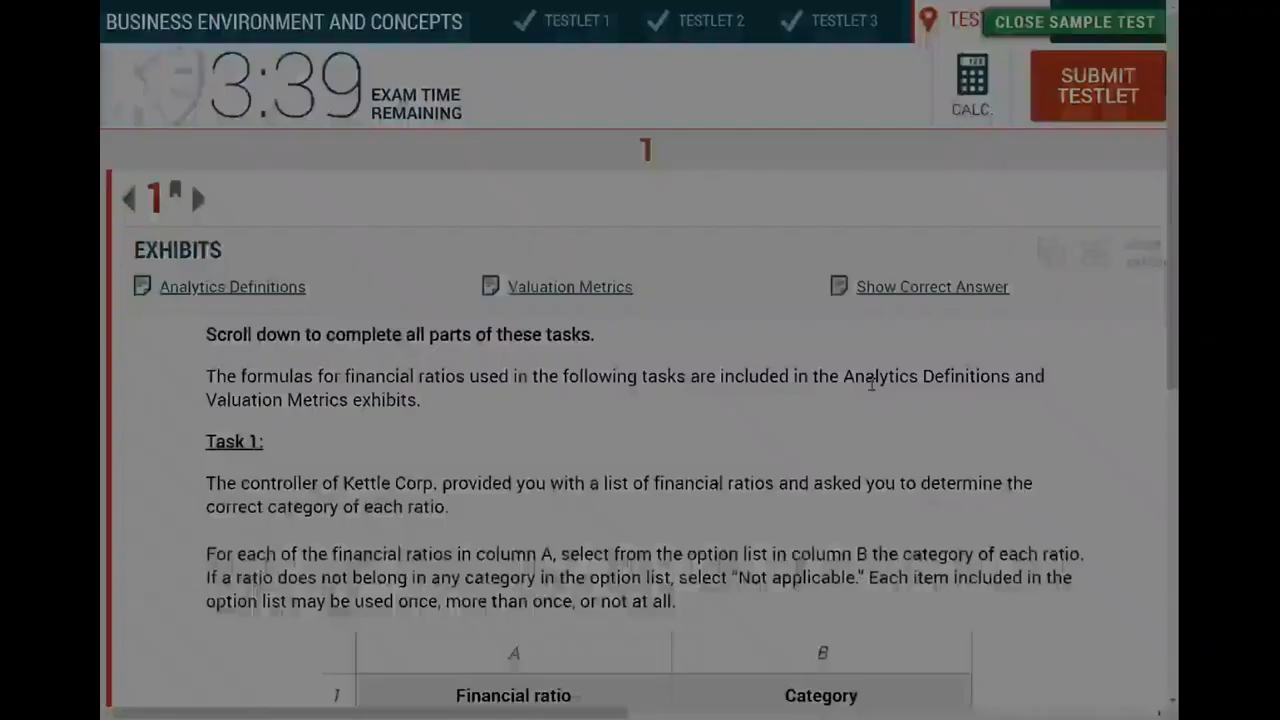 BUSINESS ENVIRONMENT AND CONCEPTS
TESTLET 1
TESTLET 2
TESTLET 3
TES
CLOSE SAMPLE TEST
3:39
EXAM TIME
REMAINING
CALC.
SUBMIT
TESTLET
1
1
EXHIBITS
Analytics Definitions
Valuation Metrics
Show Correct Answer
Scroll down to complete all parts of these tasks.
The formulas for financial ratios used in the following tasks are included in the Analytics Definitions and
Valuation Metrics exhibits.
Task 1:
The controller of Kettle Corp. provided you with a list of financial ratios and asked you to determine the
correct category of each ratio.
For each of the financial ratios in column A, select from the option list in column B the category of each ratio.
If a ratio does not belong in any category in the option list, select “Not applicable.” Each item included in the
option list may be used once, more than once, or not at all.
A B
1 Financial ratio Category